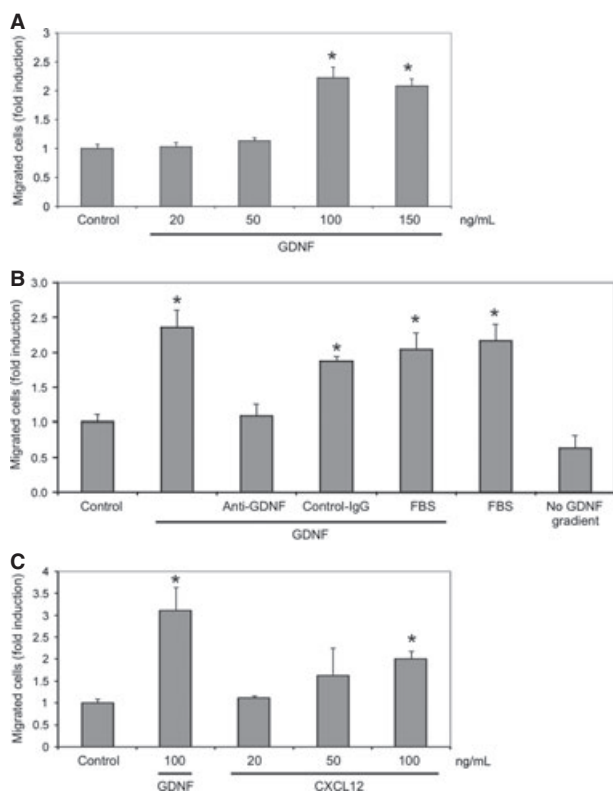 A
Migrated cells (fold induction)
3
2.5
2
1.5
1
0.5
0
*
*
Control
20
50
100
150
ng/mL
GDNF
B
Migrated cells (fold induction)
3.0
2.5
2.0
1.5
1.0
0.5
0.0
*
*
*
*
Control
Anti-GDNF
Control-IgG
FBS
FBS
No GDNF
gradient
GDNF
C
Migrated cells (fold induction)
4
3.5
3
2.5
2
1.5
1
0.5
0
*
*
Control
100
20
50
100
ng/mL
GDNF
CXCL12